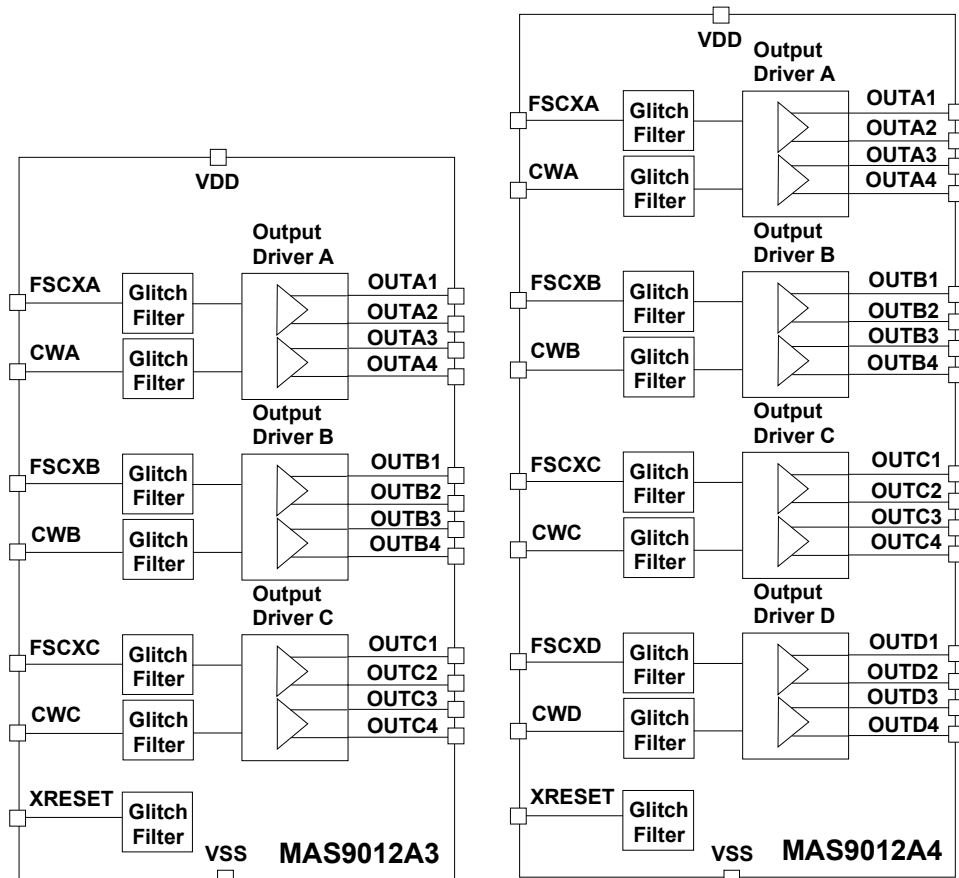 VDD
Output
Driver A
FSCXA
Glitch
Filter
OUTA1
OUTA2
CWA
Glitch
Filter
OUTA3
OUTA4
Output
Driver B
FSCXB
Glitch
Filter
OUTB1
OUTB2
CWB
Glitch
Filter
OUTB3
OUTB4
Output
Driver C
FSCXC
Glitch
Filter
OUTC1
OUTC2
CWC
Glitch
Filter
OUTC3
OUTC4
XRESET
Glitch
Filter
VSS
MAS9012A3
VDD
Output
Driver A
FSCXA
Glitch
Filter
OUTA1
OUTA2
CWA
Glitch
Filter
OUTA3
OUTA4
Output
Driver B
FSCXB
Glitch
Filter
OUTB1
OUTB2
CWB
Glitch
Filter
OUTB3
OUTB4
Output
Driver C
FSCXC
Glitch
Filter
OUTC1
OUTC2
CWC
Glitch
Filter
OUTC3
OUTC4
Output
Driver D
FSCXD
Glitch
Filter
OUTD1
OUTD2
CWD
Glitch
Filter
OUTD3
OUTD4
XRESET
Glitch
Filter
VSS
MAS9012A4